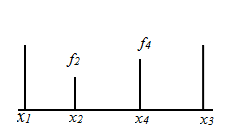 f₄
f₂
x₁ x₂ x₄ x₃